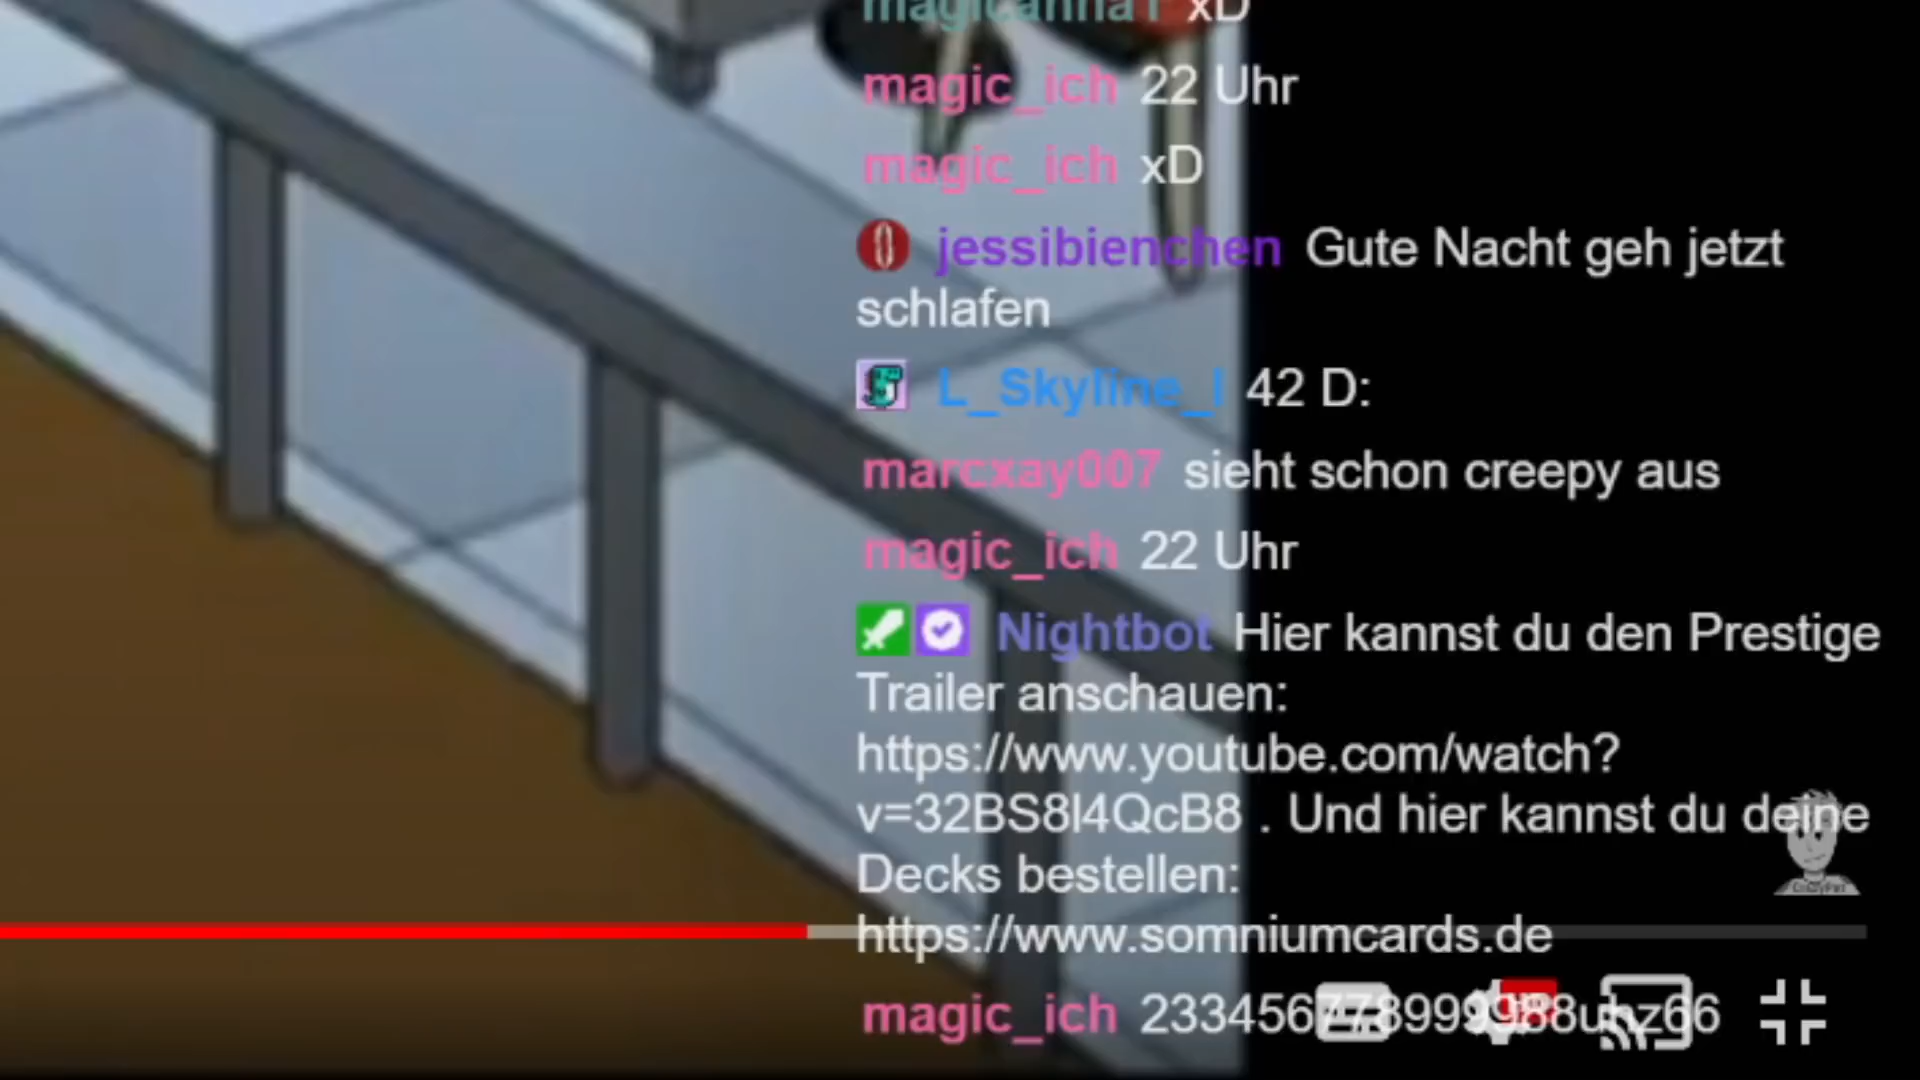 magicanna1 xD
magic_ich 22 Uhr
magic_ich xD
jessibienchen Gute Nacht geh jetzt
schlafen
L_Skyline_l 42 D:
marcxay007 sieht schon creepy aus
magic_ich 22 Uhr
Nightbot Hier kannst du den Prestige
Trailer anschauen:
https://www.youtube.com/watch?
v=32BS8l4QcB8 . Und hier kannst du deine
Decks bestellen:
https://www.somniumcards.de
magic_ich